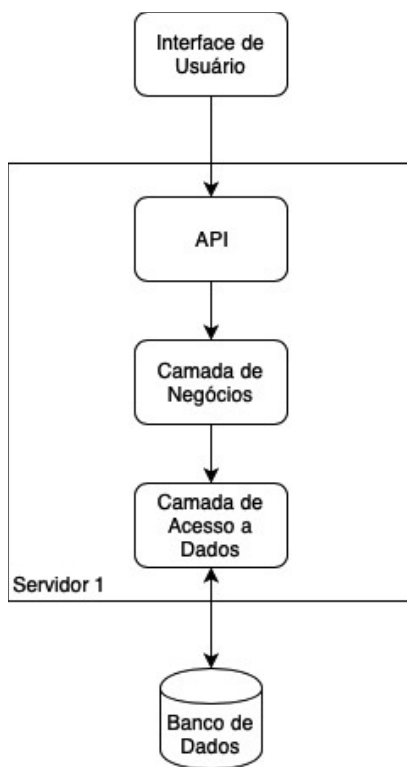 Interface de
Usuário
API
Camada de
Negócios
Camada de
Acesso a
Dados
Servidor 1
Banco de
Dados